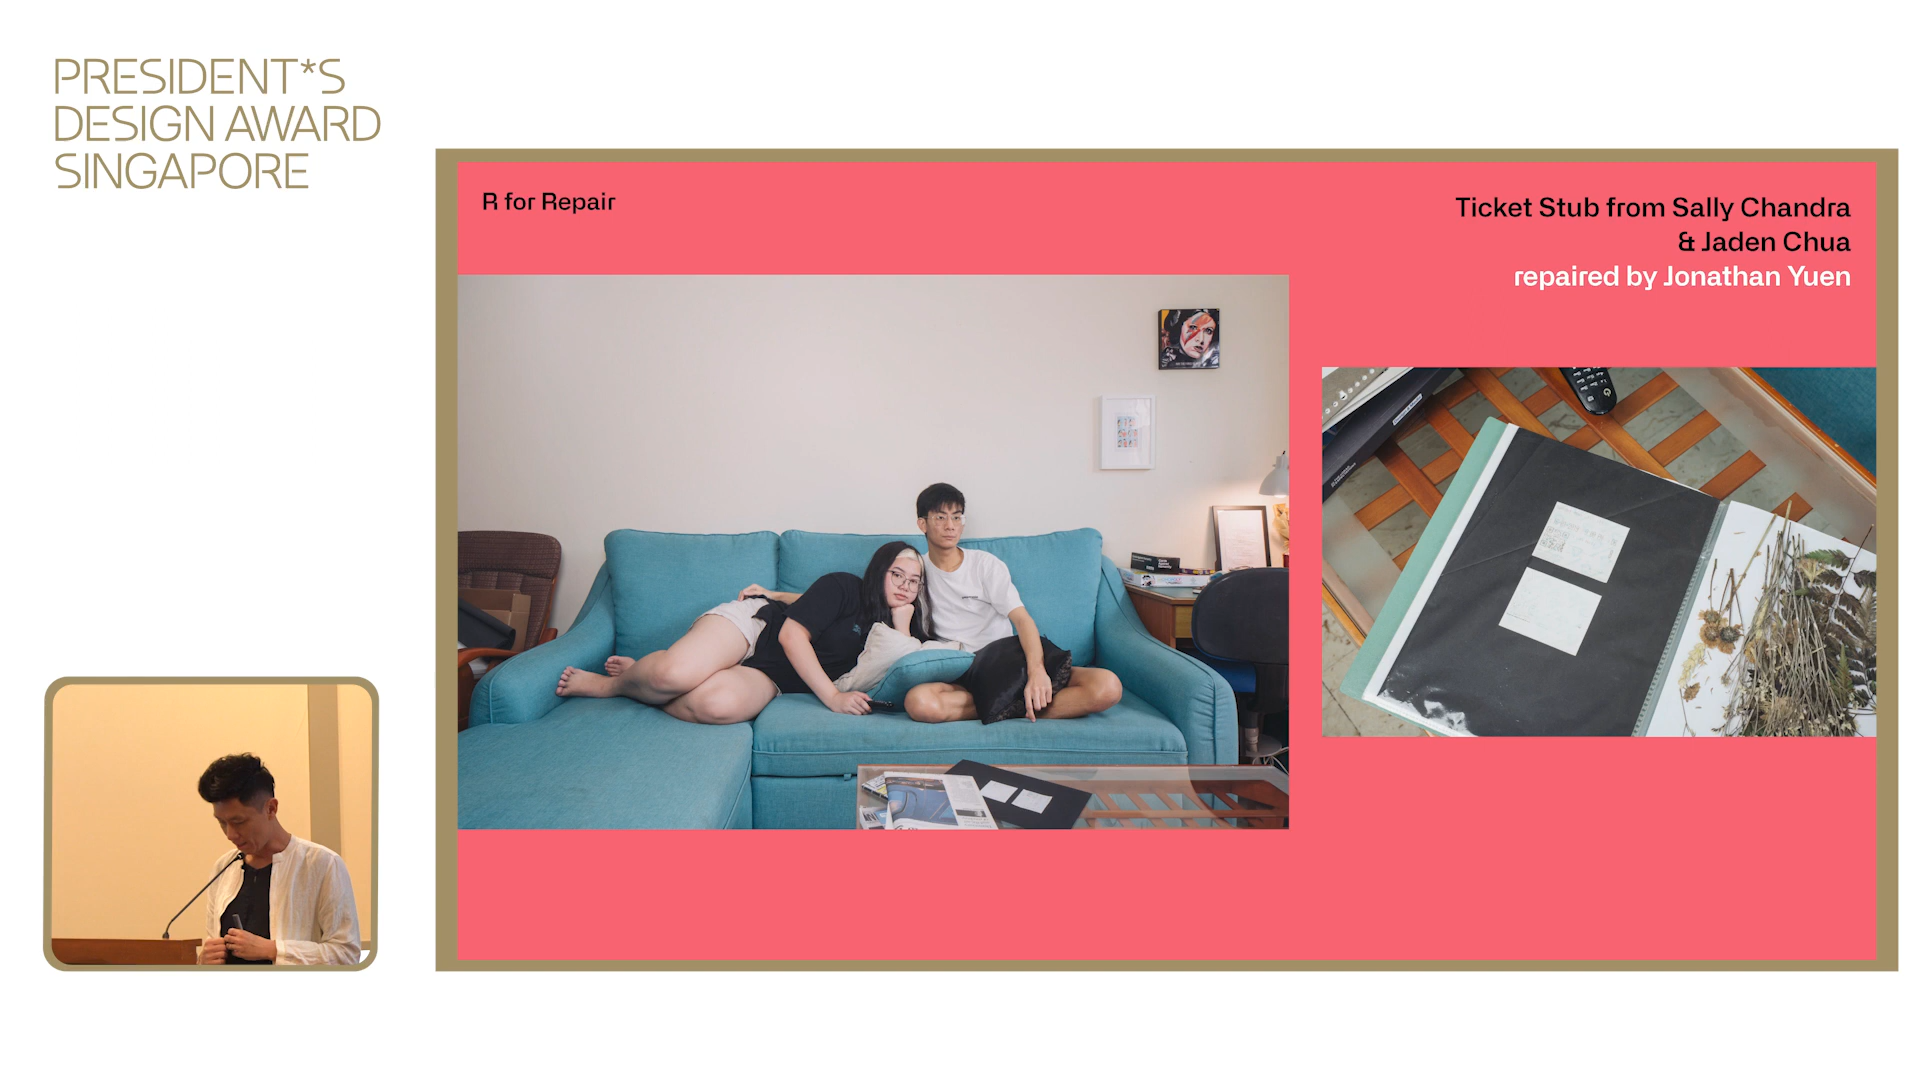 PRESIDENT*S
DESIGN AWARD
SINGAPORE
R for Repair
Ticket Stub from Sally Chandra
& Jaden Chua
repaired by Jonathan Yuen